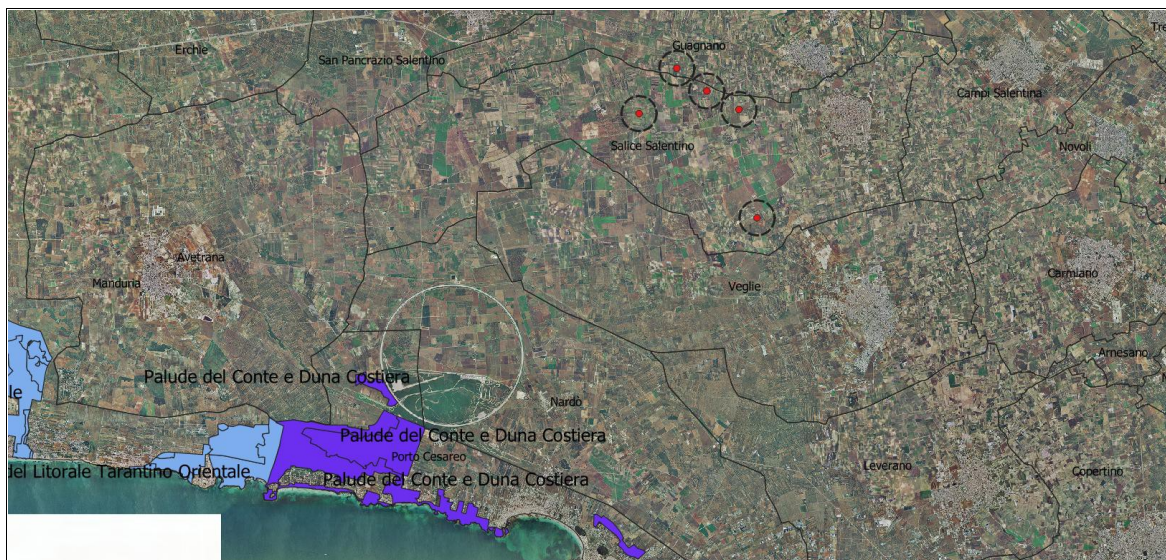 Erchie
San Pancrazio Salentino
Guagnano
Tre
Campi Salentina
Novoli
Salice Salentino
Avetrana
Manduria
Veglie
Carmiano
Arnesano
Palude del Conte e Duna Costiera
Nardò
ale
Palude del Conte e Duna Costiera
Porto Cesareo
Leverano
Copertino
del Litorale Tarantino Orientale
Palude del Conte e Duna Costiera